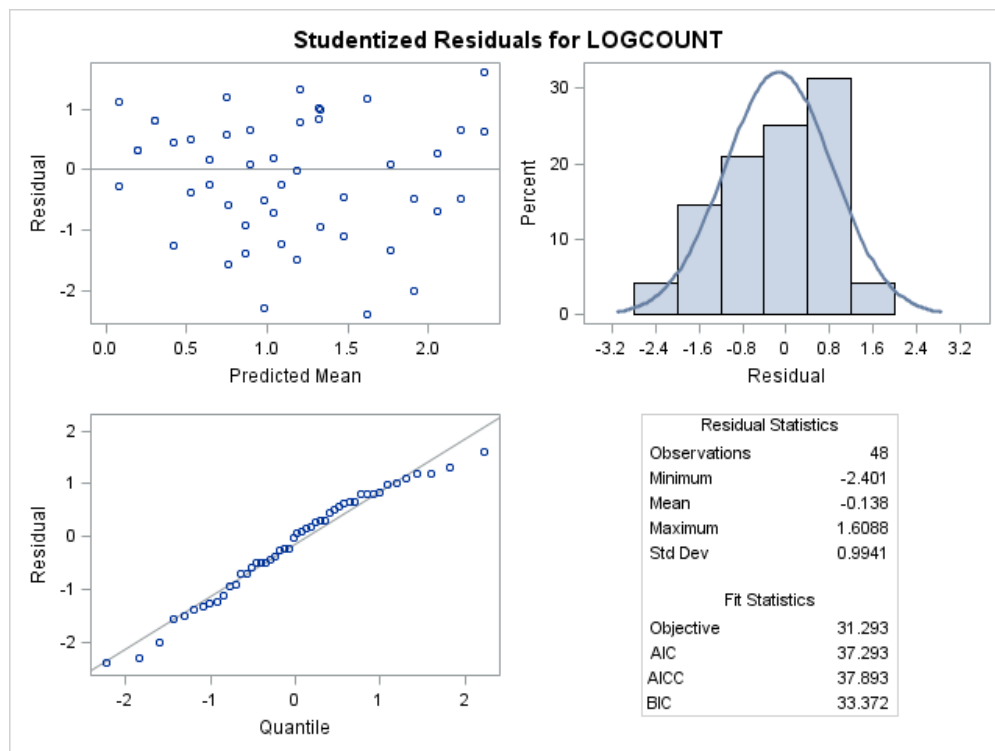 Studentized Residuals for LOGCOUNT
1
0
-1
-2
Residual
0.0 0.5 1.0 1.5 2.0
Predicted Mean
30
20
10
0
Percent
-3.2 -2.4 -1.6 -0.8 0 0.8 1.6 2.4 3.2
Residual
2
1
0
-1
-2
Residual
-2 -1 0 1 2
Quantile
Residual Statistics
Observations 48
Minimum -2.401
Mean -0.138
Maximum 1.6088
Std Dev 0.9941
Fit Statistics
Objective 31.293
AIC 37.293
AICC 37.893
BIC 33.372